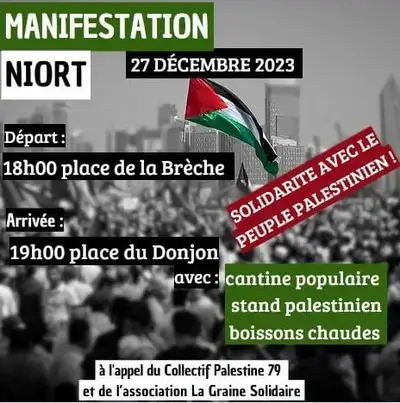 MANIFESTATION
NIORT
27 DÉCEMBRE 2023
Départ :
18h00 place de la Brèche
SOLIDARITE AVEC LE
PEUPLE PALESTINIEN !
Arrivée :
19h00 place du Donjon
avec : cantine populaire
stand palestinien
boissons chaudes
à l'appel du Collectif Palestine 79
et de l'association La Graine Solidaire